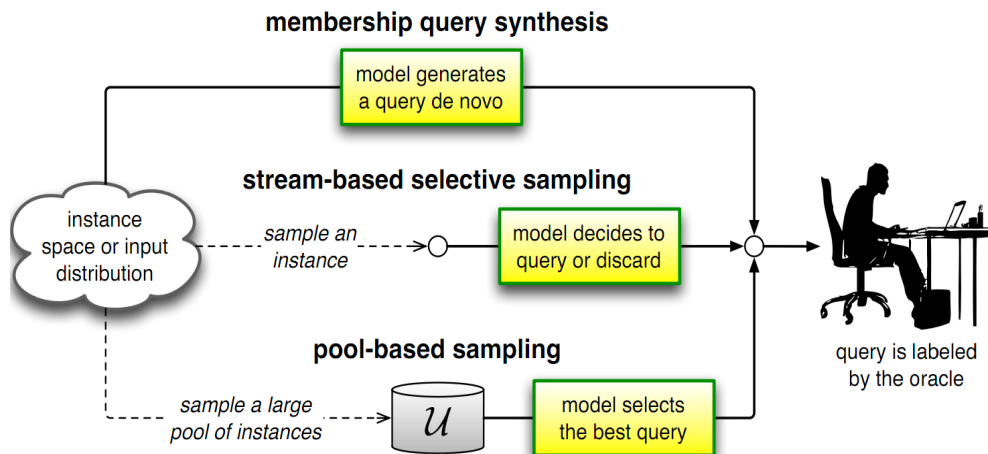 membership query synthesis
model generates
a query de novo
stream-based selective sampling
instance
space or input
distribution
sample an
instance
model decides to
query or discard
pool-based sampling
sample a large
pool of instances
U
model selects
the best query
query is labeled
by the oracle